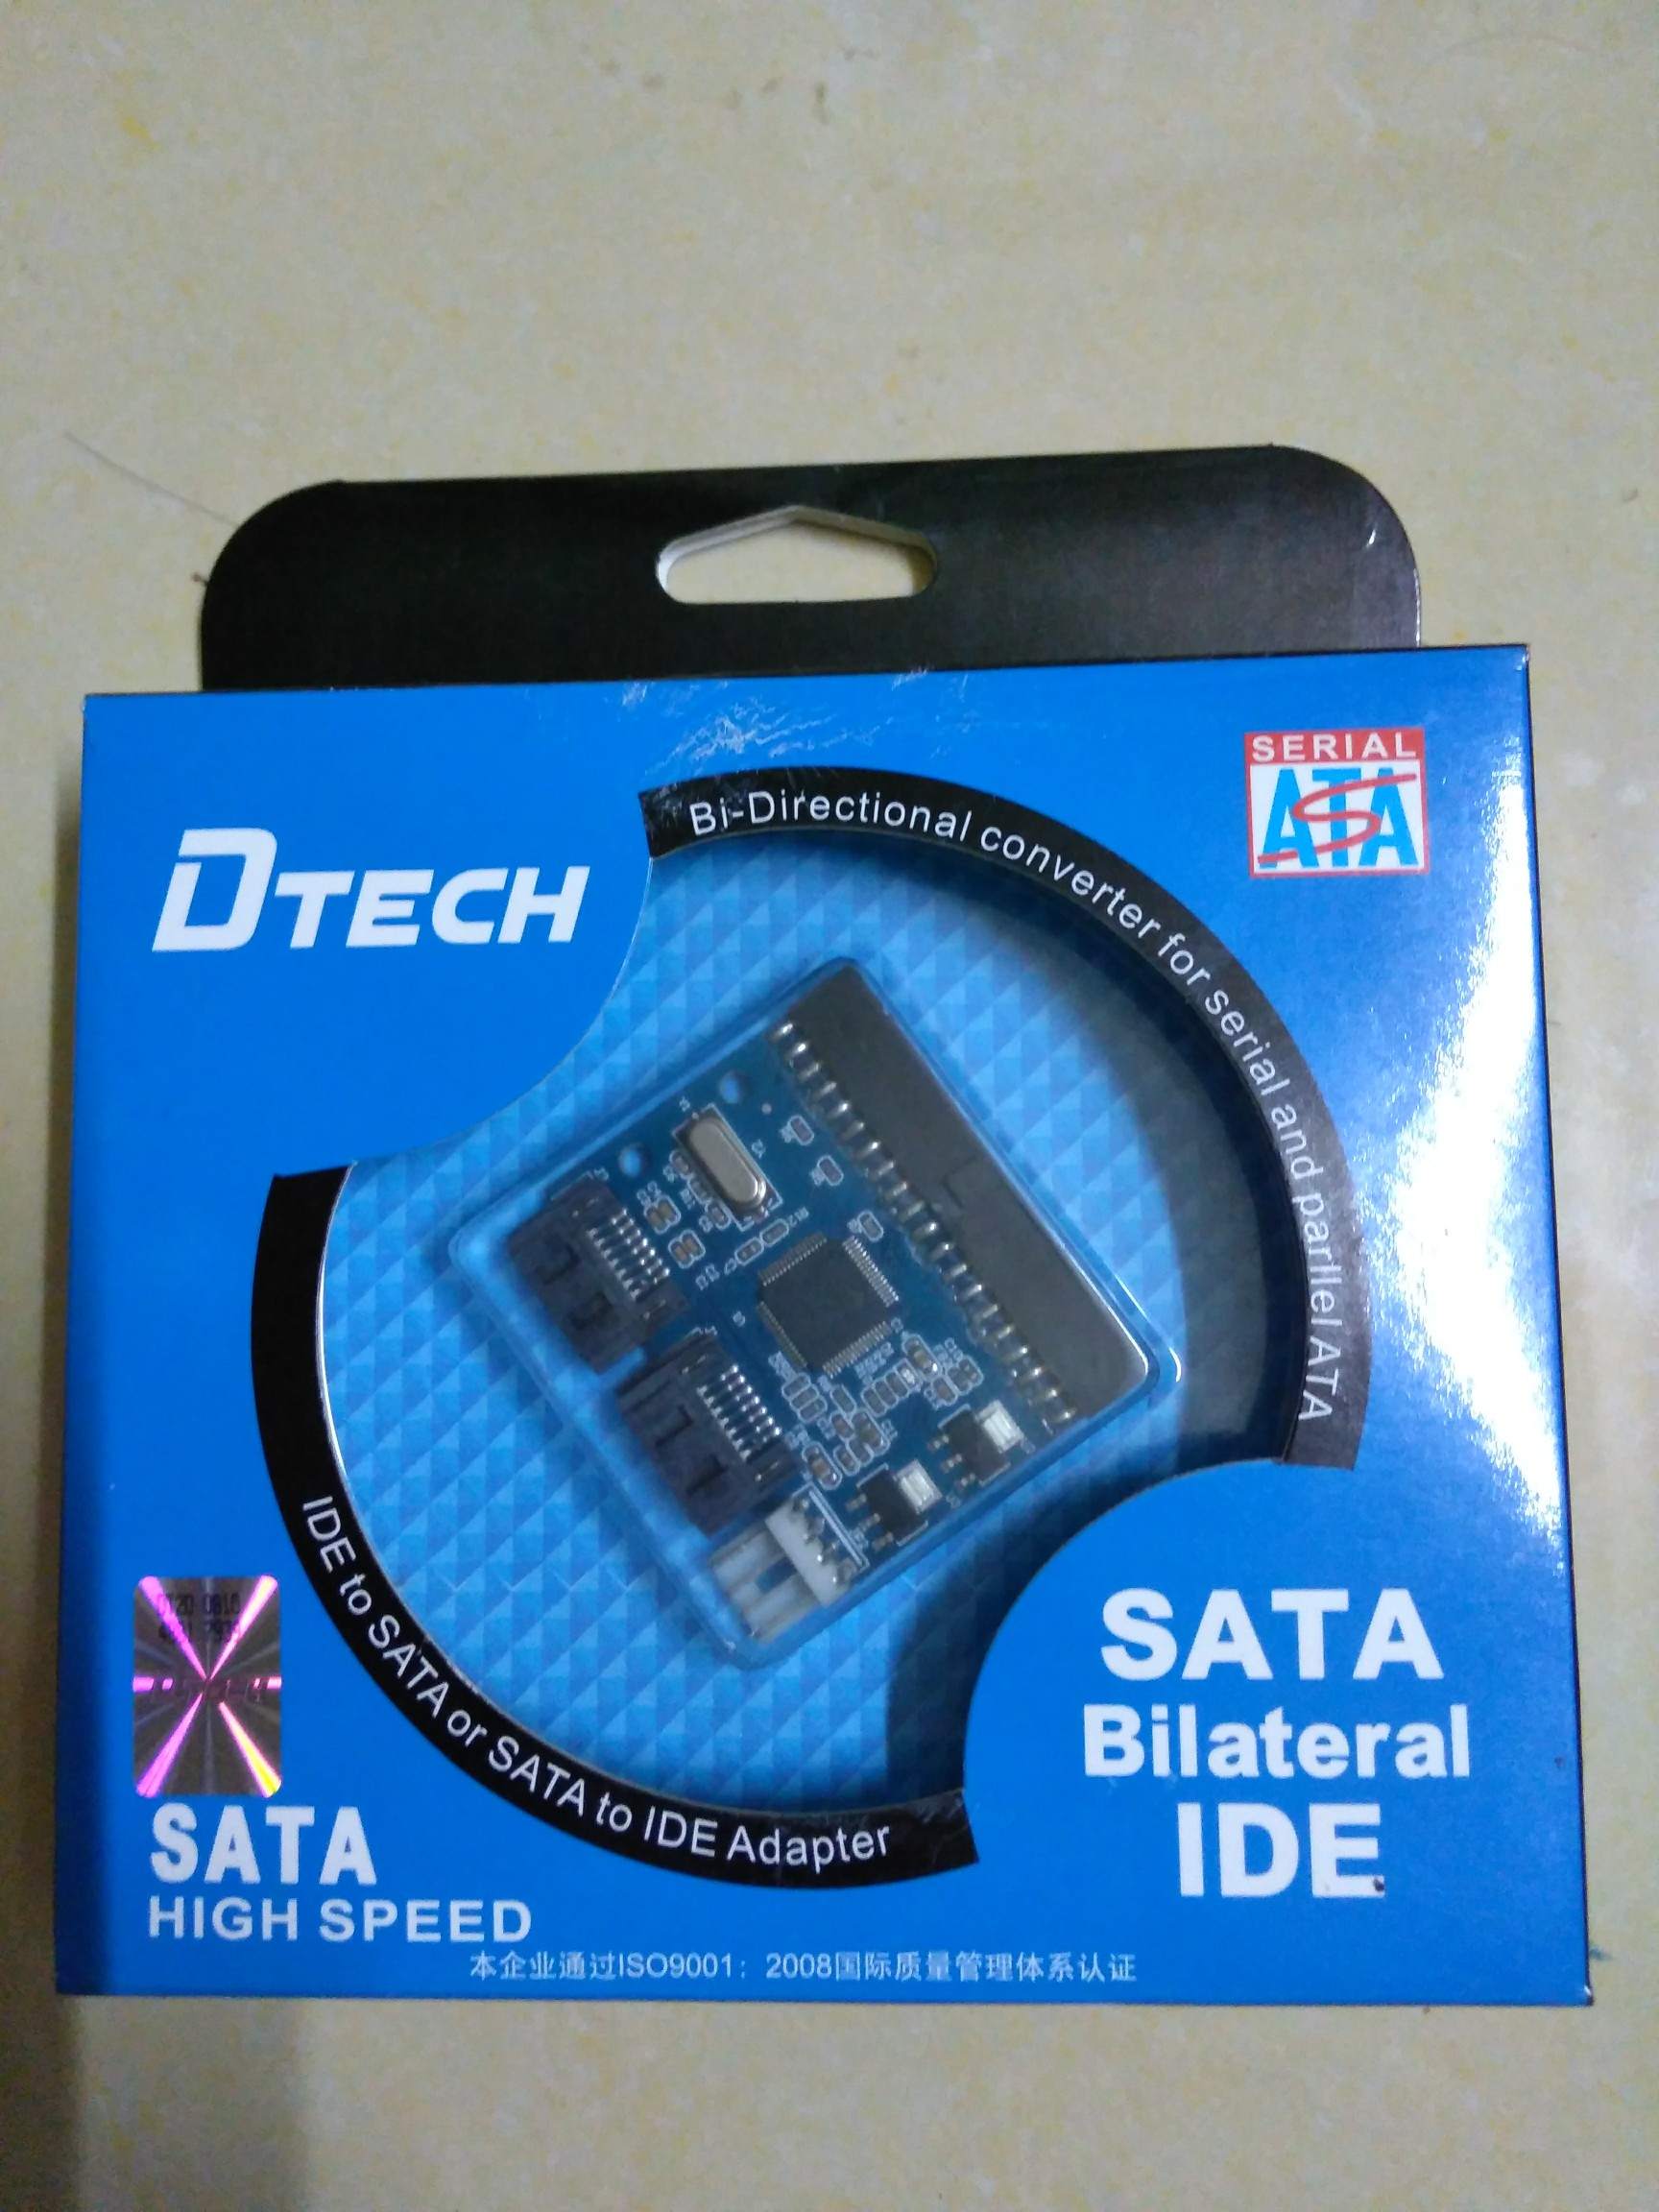 SERIAL
ATA
DTECH
Bi-Directional converter for serial and parllel ATA
IDE to SATA or SATA to IDE Adapter
SATA
Bilateral
IDE
SATA
HIGH SPEED
本企业通过ISO9001：2008国际质量管理体系认证